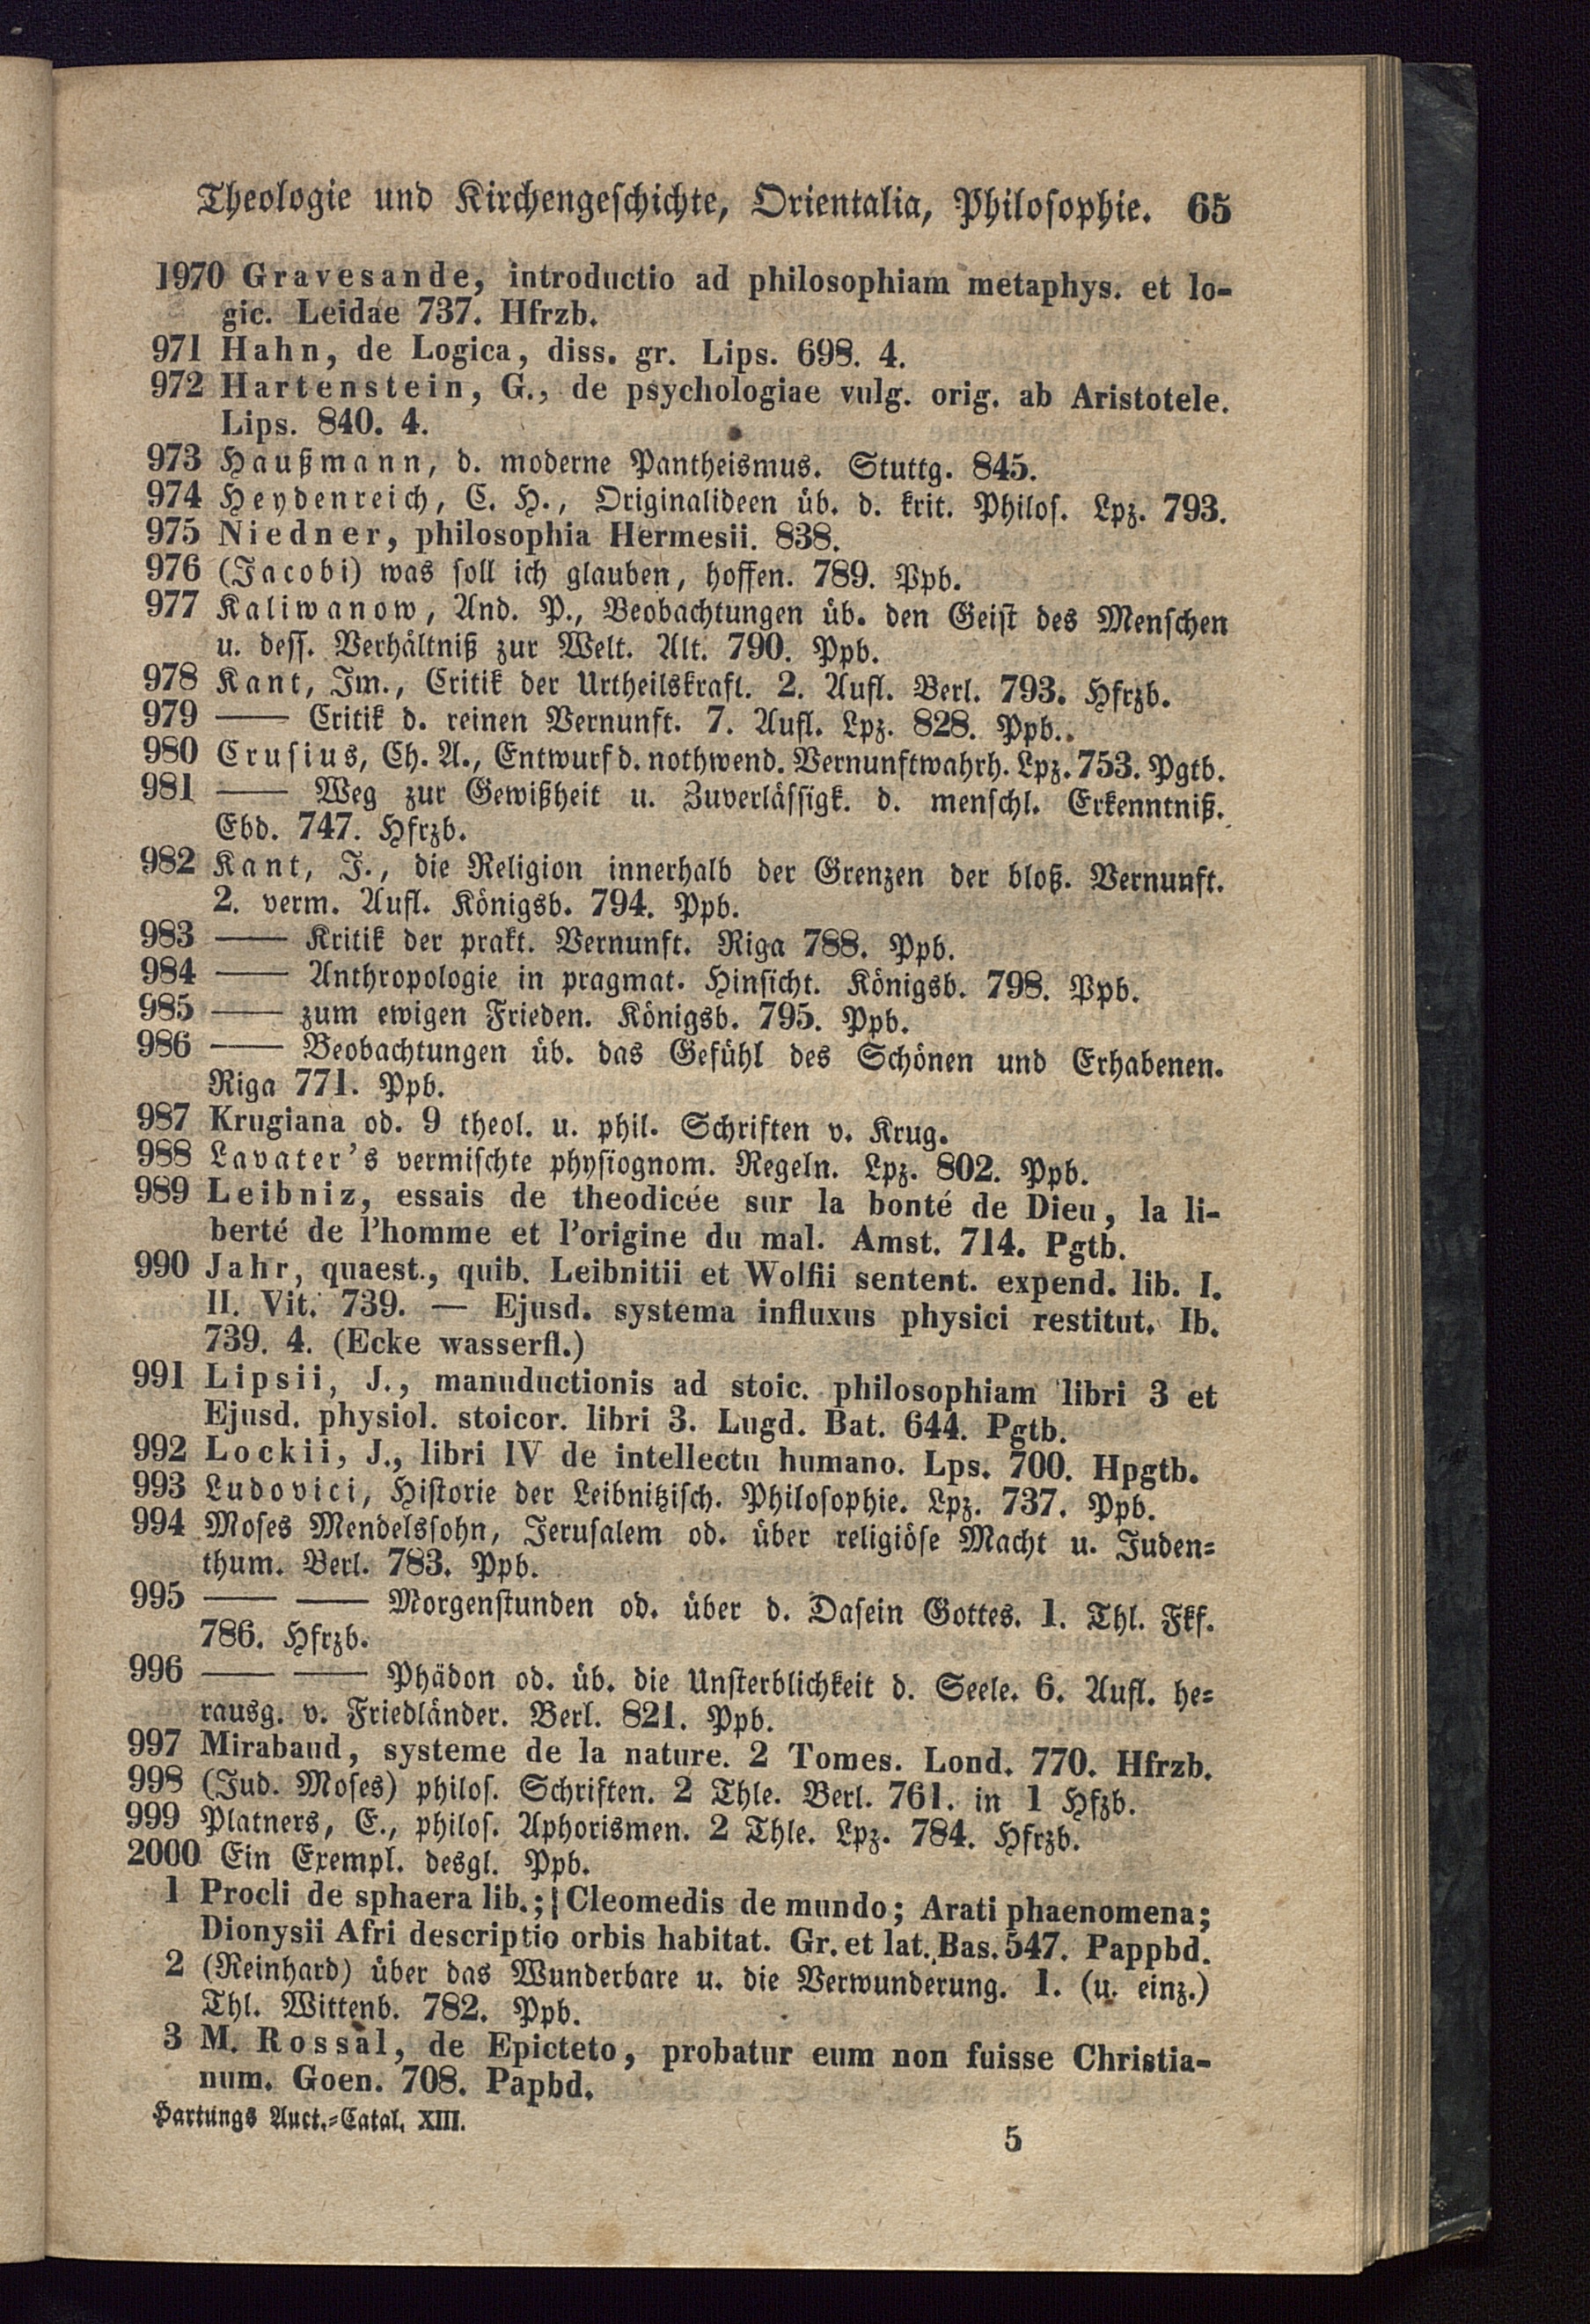 Theologie und Kirchengeschichte, Orientalia, Philosophie. 65
1970 Gravesande, introductio ad philosophiam metaphys. et lo-
gic. Leidae 737. Hfrzb.
971 Hahn, de Logica, diss. gr. Lips. 698. 4.
972 Hartenstein, G., de psychologiae vulg. orig. ab Aristotele.
Lips. 840. 4.
973 Haußmann, d. moderne Pantheismus. Stuttg. 845.
974 Heydenreich, C. H., Originalideen üb. d. krit. Philos. Lpz. 793.
975 Niedner, philosophia Hermesii. 838.
976 (Jacobi) was soll ich glauben, hoffen. 789. Ppb.
977 Kaliwanow, And. P., Beobachtungen üb. den Geist des Menschen
u. dess. Verhältniß zur Welt. Alt. 790. Ppb.
978 Kant, Im., Critik der Urtheilskraft. 2. Aufl. Berl. 793. Hfrzb.
979 — Critik d. reinen Vernunft. 7. Aufl. Lpz. 828. Ppb..
980 Crusius, Ch. A., Entwurf d. nothwend. Vernunftwahrh. Lpz. 753. Pgtb.
981 — Weg zur Gewißheit u. Zuverlässigk. d. menschl. Erkenntniß.
Ebd. 747. Hfrzb.
982 Kant, J., die Religion innerhalb der Grenzen der bloß. Vernunft.
2. verm. Aufl. Königsb. 794. Ppb.
983 — Kritik der prakt. Vernunft. Riga 788. Ppb.
984 — Anthropologie in pragmat. Hinsicht. Königsb. 798. Ppb.
985 — zum ewigen Frieden. Königsb. 795. Ppb.
986 — Beobachtungen üb. das Gefühl des Schönen und Erhabenen.
Riga 771. Ppb.
987 Krugiana od. 9 theol. u. phil. Schriften v. Krug.
988 Lavater's vermischte physiognom. Regeln. Lpz. 802. Ppb.
989 Leibniz, essais de theodicée sur la bonté de Dieu, la li-
berté de l'homme et l'origine du mal. Amst. 714. Pgtb.
990 Jahr, quaest., quib. Leibnitii et Wolfii sentent. expend. lib. I.
II. Vit. 739. — Ejusd. systema influxus physici restitut. Ib.
739. 4. (Ecke wasserfl.)
991 Lipsii, J., manuductionis ad stoic. philosophiam libri 3 et
Ejusd. physiol. stoicor. libri 3. Lugd. Bat. 644. Pgtb.
992 Lockii, J., libri IV de intellectu humano. Lps. 700. Hpgtb.
993 Ludovici, Historie der Leibnitzisch. Philosophie. Lpz. 737. Ppb.
994 Moses Mendelssohn, Jerusalem od. über religiöse Macht u. Juden-
thum. Berl. 783. Ppb.
995 — — Morgenstunden od. über d. Dasein Gottes. 1. Thl. Fkf.
786. Hfrzb.
996 — — Phädon od. üb. die Unsterblichkeit d. Seele. 6. Aufl. he-
rausg. v. Friedländer. Berl. 821. Ppb.
997 Mirabaud, systeme de la nature. 2 Tomes. Lond. 770. Hfrzb.
998 (Jud. Moses) philos. Schriften. 2 Thle. Berl. 761. in 1 Hfzb.
999 Platners, E., philos. Aphorismen. 2 Thle. Lpz. 784. Hfrzb.
2000 Ein Exempl. desgl. Ppb.
1 Procli de sphaera lib.; Cleomedis de mundo; Arati phaenomena;
Dionysii Afri descriptio orbis habitat. Gr. et lat. Bas. 547. Pappbd.
2 (Reinhard) über das Wunderbare u. die Verwunderung. 1. (u. einz.)
Thl. Wittenb. 782. Ppb.
3 M. Rossal, de Epicteto, probatur eum non fuisse Christia-
num. Goen. 708. Papbd.
Hartungs Auct.-Catal. XIII.
5